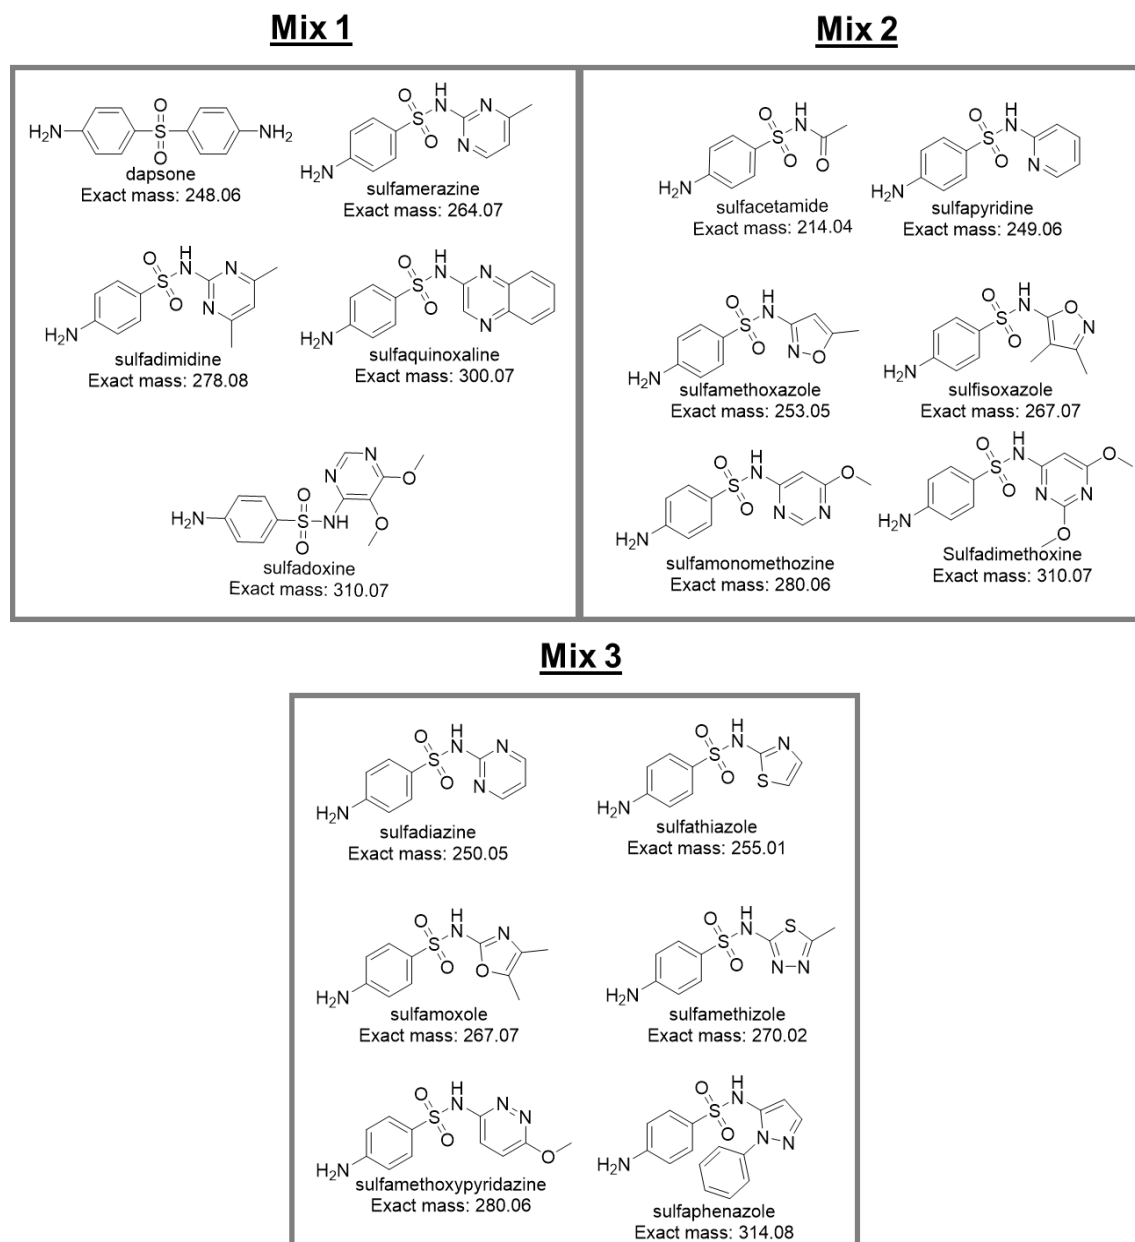 Mix 1
Mix 2
dapsone
Exact mass: 248.06
sulfamerazine
Exact mass: 264.07
sulfadimidine
Exact mass: 278.08
sulfaquinoxaline
Exact mass: 300.07
sulfadoxine
Exact mass: 310.07
sulfacetamide
Exact mass: 214.04
sulfapyridine
Exact mass: 249.06
sulfamethoxazole
Exact mass: 253.05
sulfisoxazole
Exact mass: 267.07
sulfamonomethozine
Exact mass: 280.06
Sulfadimethoxine
Exact mass: 310.07
Mix 3
sulfadiazine
Exact mass: 250.05
sulfathiazole
Exact mass: 255.01
sulfamoxole
Exact mass: 267.07
sulfamethizole
Exact mass: 270.02
sulfamethoxypyridazine
Exact mass: 280.06
sulfaphenazole
Exact mass: 314.08